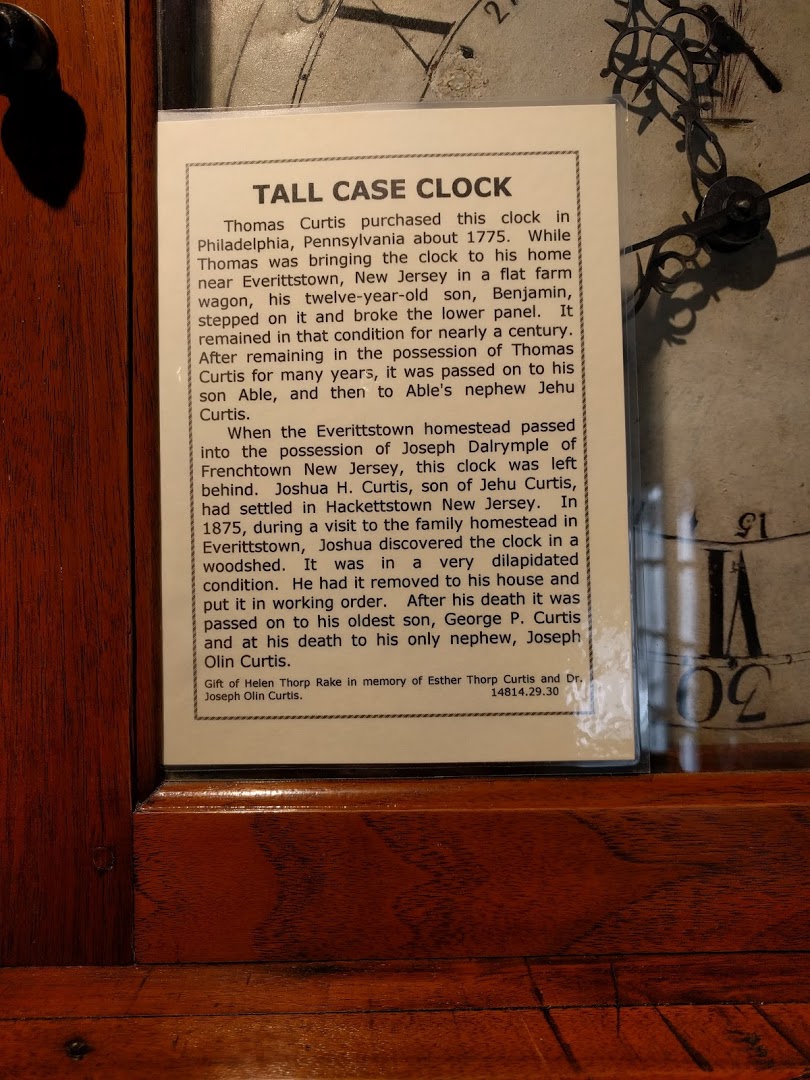 TALL CASE CLOCK
Thomas Curtis purchased this clock in
Philadelphia, Pennsylvania about 1775. While
Thomas was bringing the clock to his home
near Everittstown, New Jersey in a flat farm
wagon, his twelve-year-old son, Benjamin,
stepped on it and broke the lower panel. It
remained in that condition for nearly a century.
After remaining in the possession of Thomas
Curtis for many years, it was passed on to his
son Able, and then to Able's nephew Jehu
Curtis.
When the Everittstown homestead passed
into the possession of Joseph Dalrymple of
Frenchtown New Jersey, this clock was left
behind. Joshua H. Curtis, son of Jehu Curtis,
had settled in Hackettstown New Jersey. In
1875, during a visit to the family homestead in
Everittstown, Joshua discovered the clock in a
woodshed. It was in a very dilapidated
condition. He had it removed to his house and
put it in working order. After his death it was
passed on to his oldest son, George P. Curtis
and at his death to his only nephew, Joseph
Olin Curtis.
Gift of Helen Thorp Rake in memory of Esther Thorp Curtis and Dr.
Joseph Olin Curtis. 14814.29.30
15
VI
30